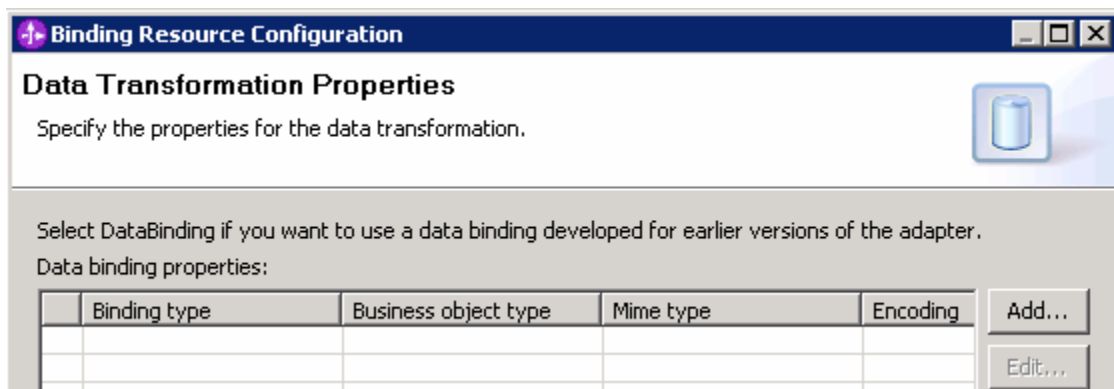 Binding Resource Configuration
Data Transformation Properties
Specify the properties for the data transformation.
Select DataBinding if you want to use a data binding developed for earlier versions of the adapter.
Data binding properties:
Binding type Business object type Mime type Encoding Add...
Edit...